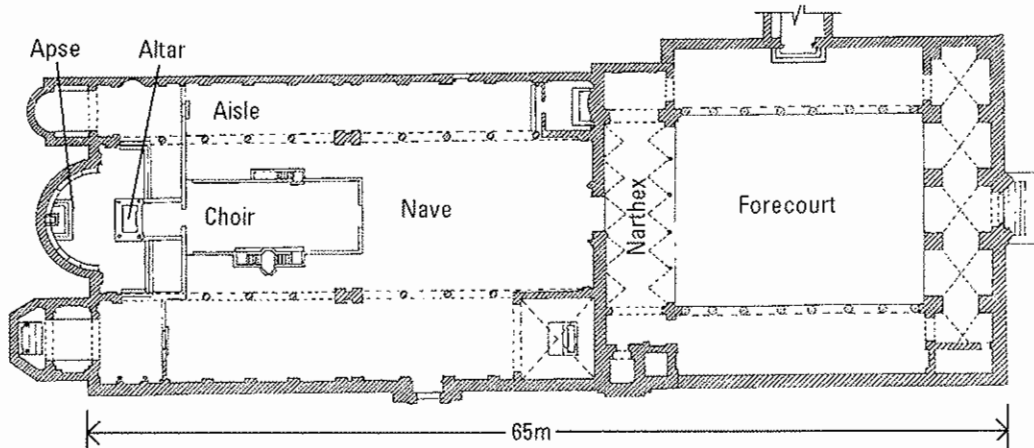 Apse
Altar
Aisle
Choir
Nave
Narthex
Forecourt
65m